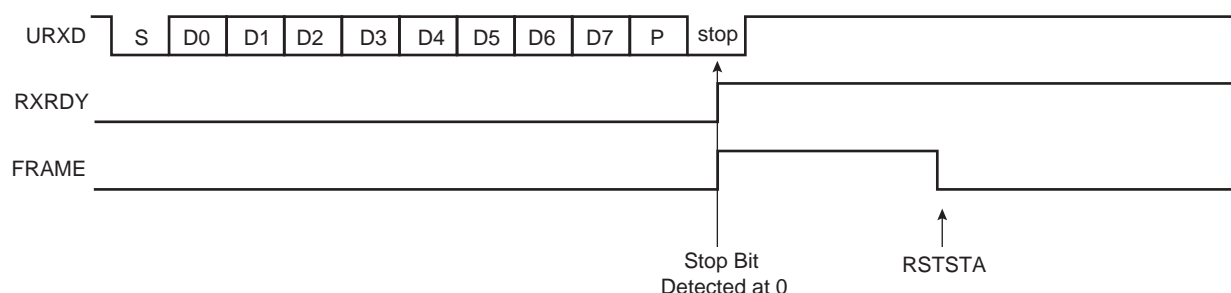 URXD S D0 D1 D2 D3 D4 D5 D6 D7 P stop
RXRDY
FRAME
Stop Bit
Detected at 0
RSTSTA